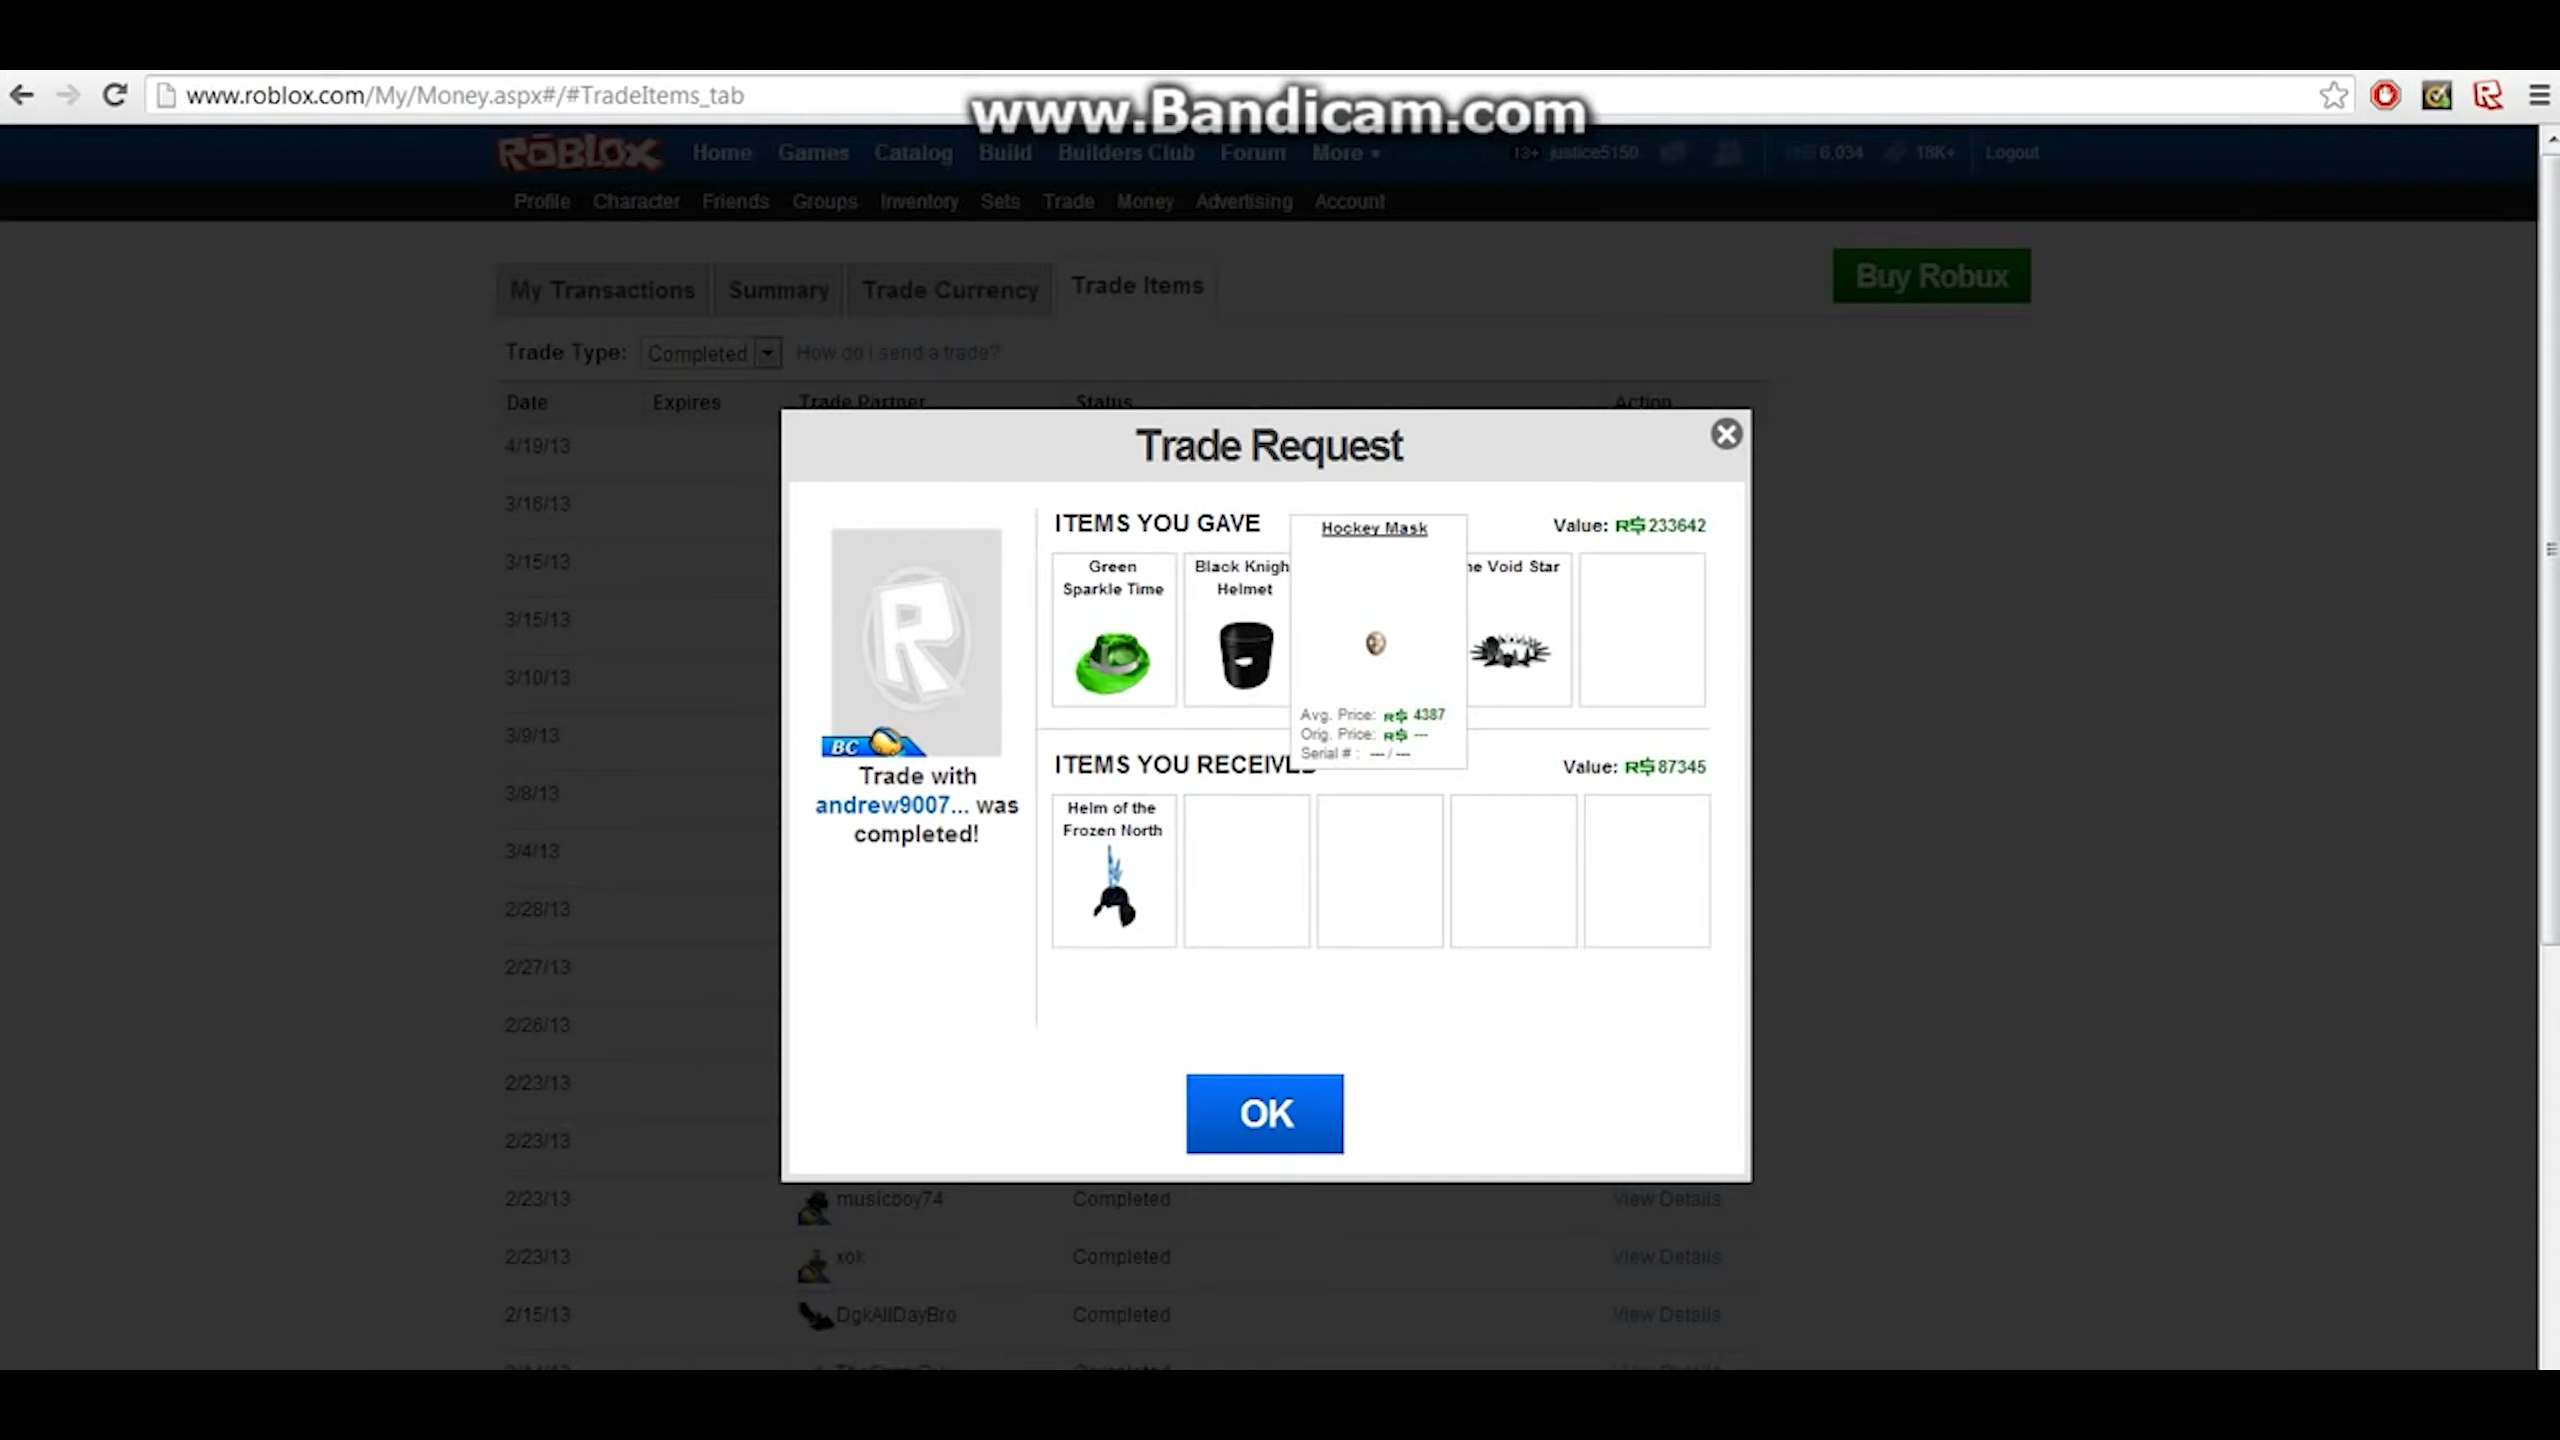 www.roblox.com/My/Money.aspx#/#TradeItems_tab
www.Bandicam.com
ROBLOX Home Games Catalog Build Builders Club Forum More 13+ justice5150 6,034 18K+ Logout
Profile Character Friends Groups Inventory Sets Trade Money Advertising Account
My Transactions Summary Trade Currency Trade Items Buy Robux
Trade Type: Completed How do I send a trade?
Date Expires Trade Partner Status Action
4/19/13
3/16/13
3/15/13
3/15/13
3/10/13
3/9/13
3/8/13
3/4/13
2/28/13
2/27/13
2/26/13
2/23/13
2/23/13
2/23/13 musicboy74 Completed View Details
2/23/13 xok Completed View Details
2/15/13 DgkAllDayBro Completed View Details
Trade Request
BC
Trade with
andrew9007... was
completed!
ITEMS YOU GAVE Value: R$ 233642
Green
Sparkle Time
Black Knigh
Helmet
Hockey Mask
Avg. Price: R$ 4387
Orig. Price: R$ ---
Serial # : --- / ---
he Void Star
ITEMS YOU RECEIVED Value: R$ 87345
Helm of the
Frozen North
OK